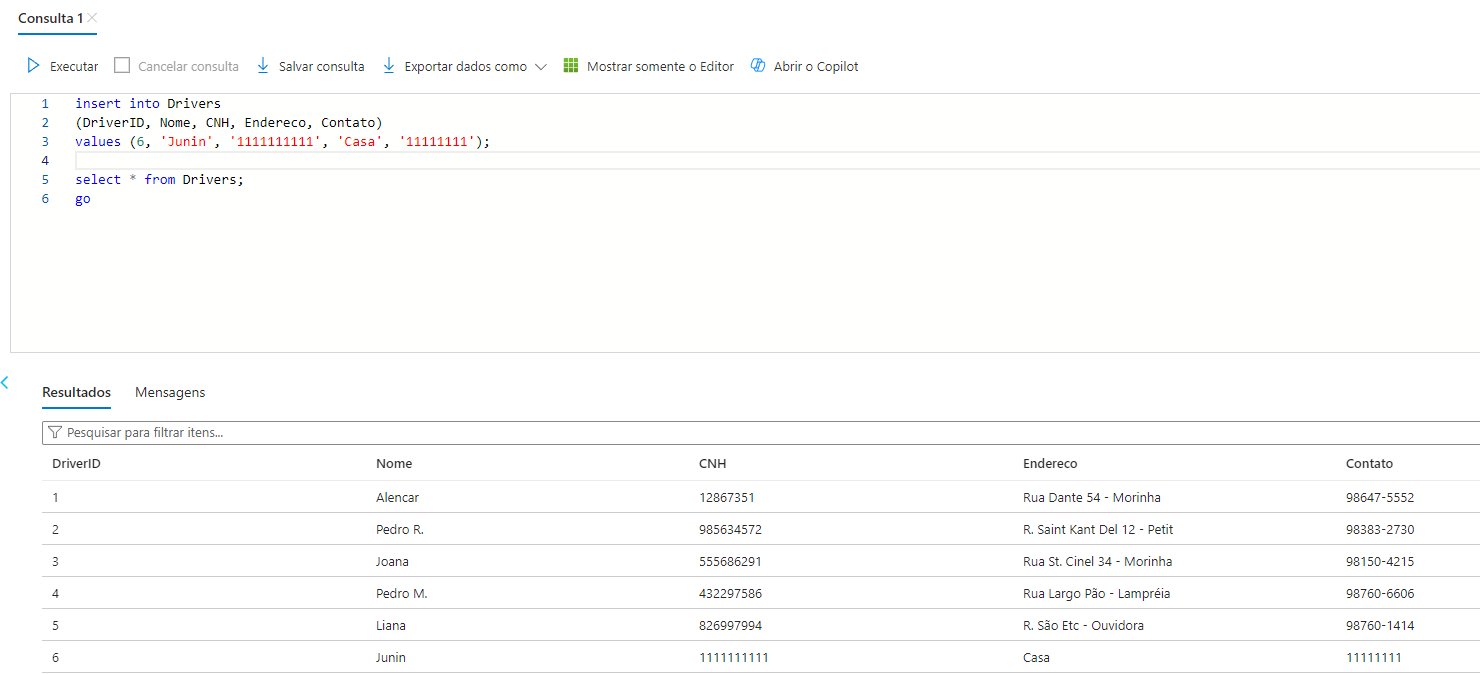 Consulta 1
Executar Cancelar consulta Salvar consulta Exportar dados como Mostrar somente o Editor Abrir o Copilot
1 insert into Drivers
2 (DriverID, Nome, CNH, Endereco, Contato)
3 values (6, 'Junin', '1111111111', 'Casa', '11111111');
4
5 select * from Drivers;
6 go
Resultados Mensagens
Pesquisar para filtrar itens...
DriverID Nome CNH Endereco Contato
1 Alencar 12867351 Rua Dante 54 - Morinha 98647-5552
2 Pedro R. 985634572 R. Saint Kant Del 12 - Petit 98383-2730
3 Joana 555686291 Rua St. Cinel 34 - Morinha 98150-4215
4 Pedro M. 432297586 Rua Largo Pão - Lampréia 98760-6606
5 Liana 826997994 R. São Etc - Ouvidora 98760-1414
6 Junin 1111111111 Casa 11111111